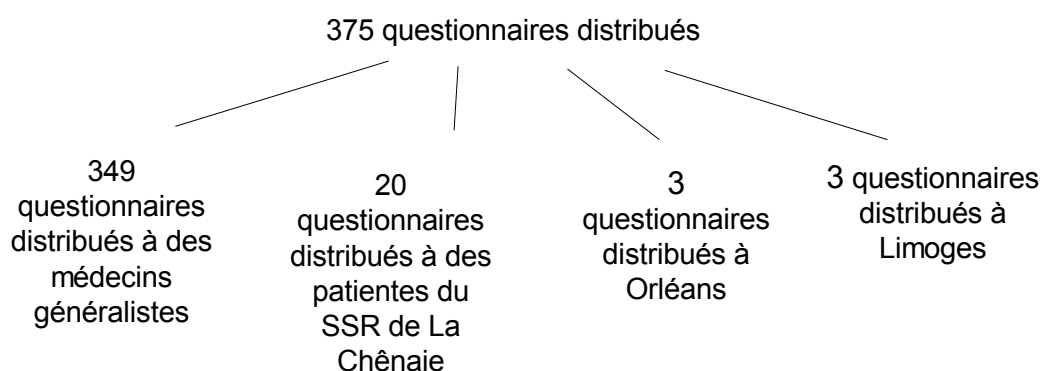 375 questionnaires distribués
349
questionnaires
distribués à des
médecins
généralistes
20
questionnaires
distribués à des
patientes du
SSR de La
Chênaie
3
questionnaires
distribués à
Orléans
3 questionnaires
distribués à
Limoges